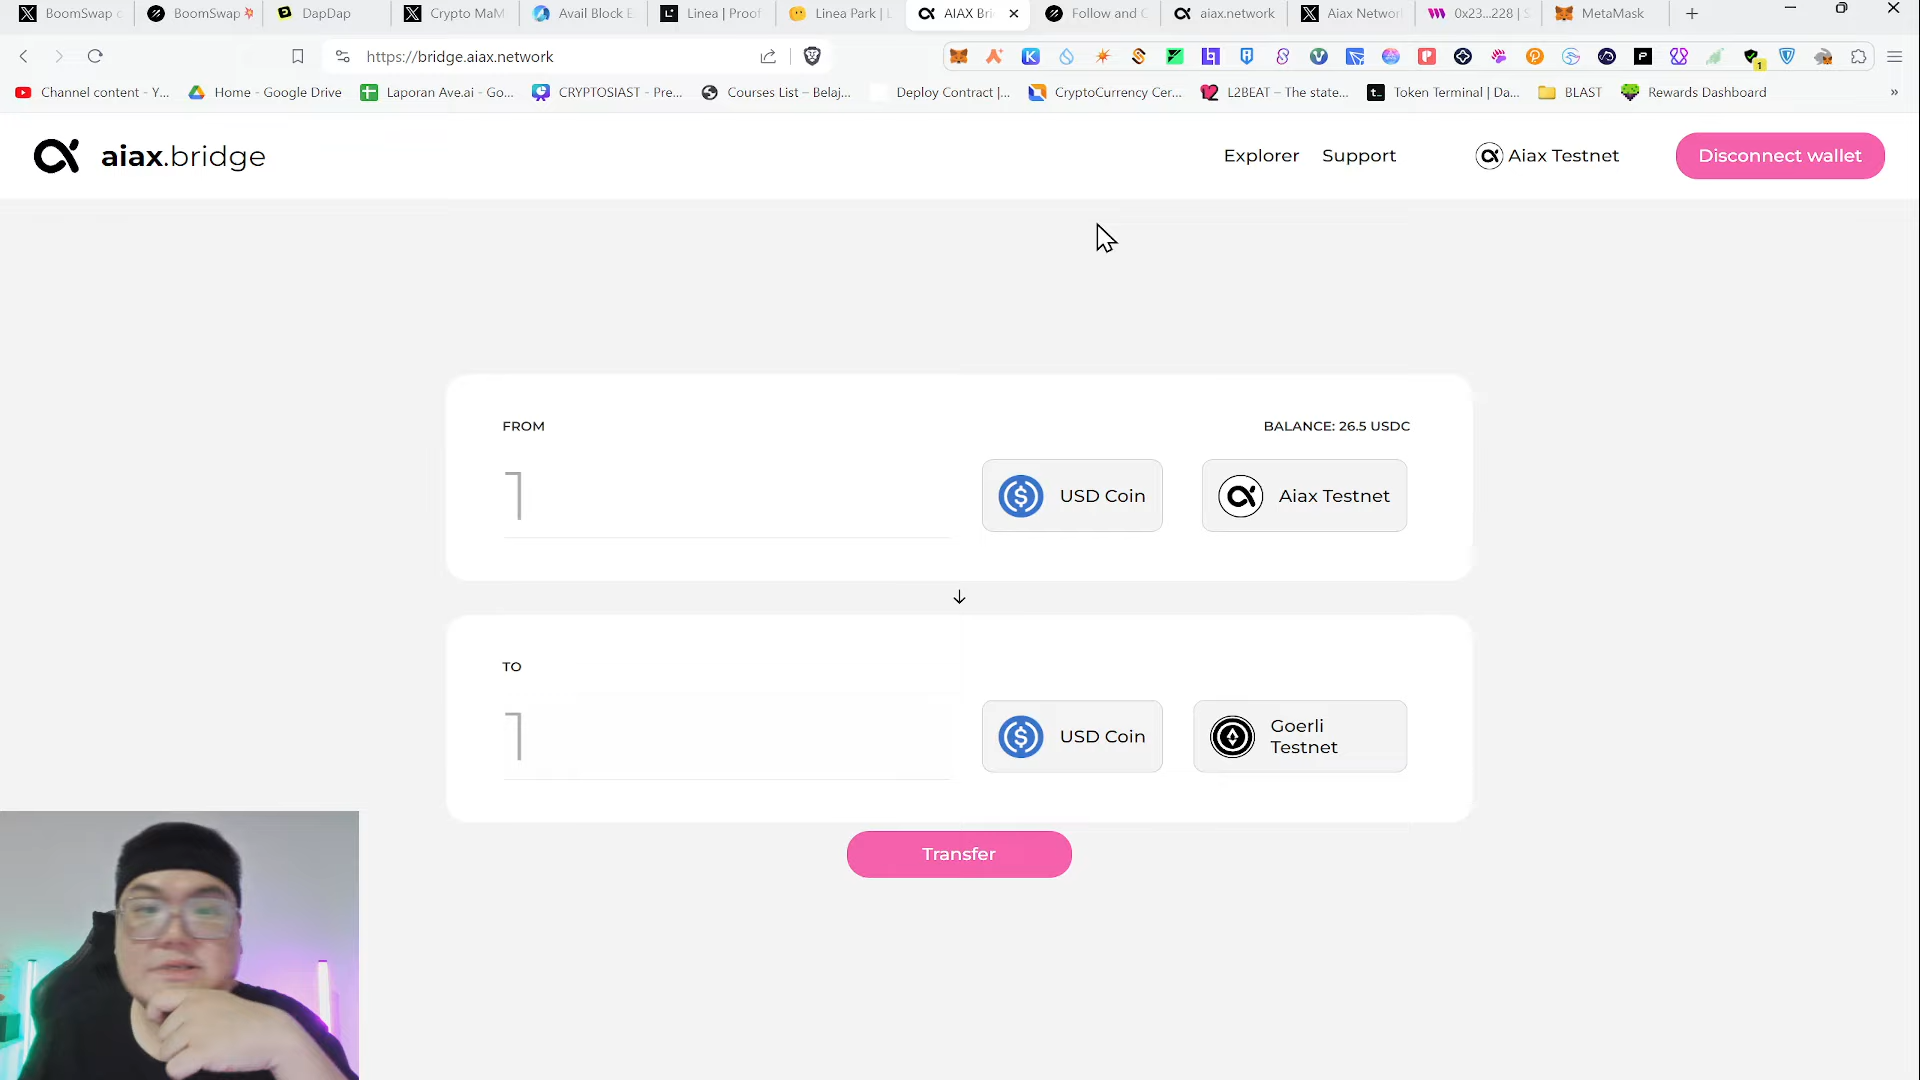 BoomSwap
BoomSwap
DapDap
Crypto MaM
Avail Block E
Linea | Proof
Linea Park | L
AIAX Bri
Follow and C
aiax.network
Aiax Networ
0x23...228 | S
MetaMask
https://bridge.aiax.network
1
Channel content - Y...
Home - Google Drive
Laporan Ave.ai - Go...
CRYPTOSIAST - Pre...
Courses List – Belaj...
Deploy Contract |...
CryptoCurrency Cer...
L2BEAT – The state...
Token Terminal | Da...
BLAST
Rewards Dashboard
»
aiax.bridge
Explorer
Support
Aiax Testnet
Disconnect wallet
FROM
BALANCE: 26.5 USDC
1
USD Coin
Aiax Testnet
TO
1
USD Coin
Goerli
Testnet
Transfer